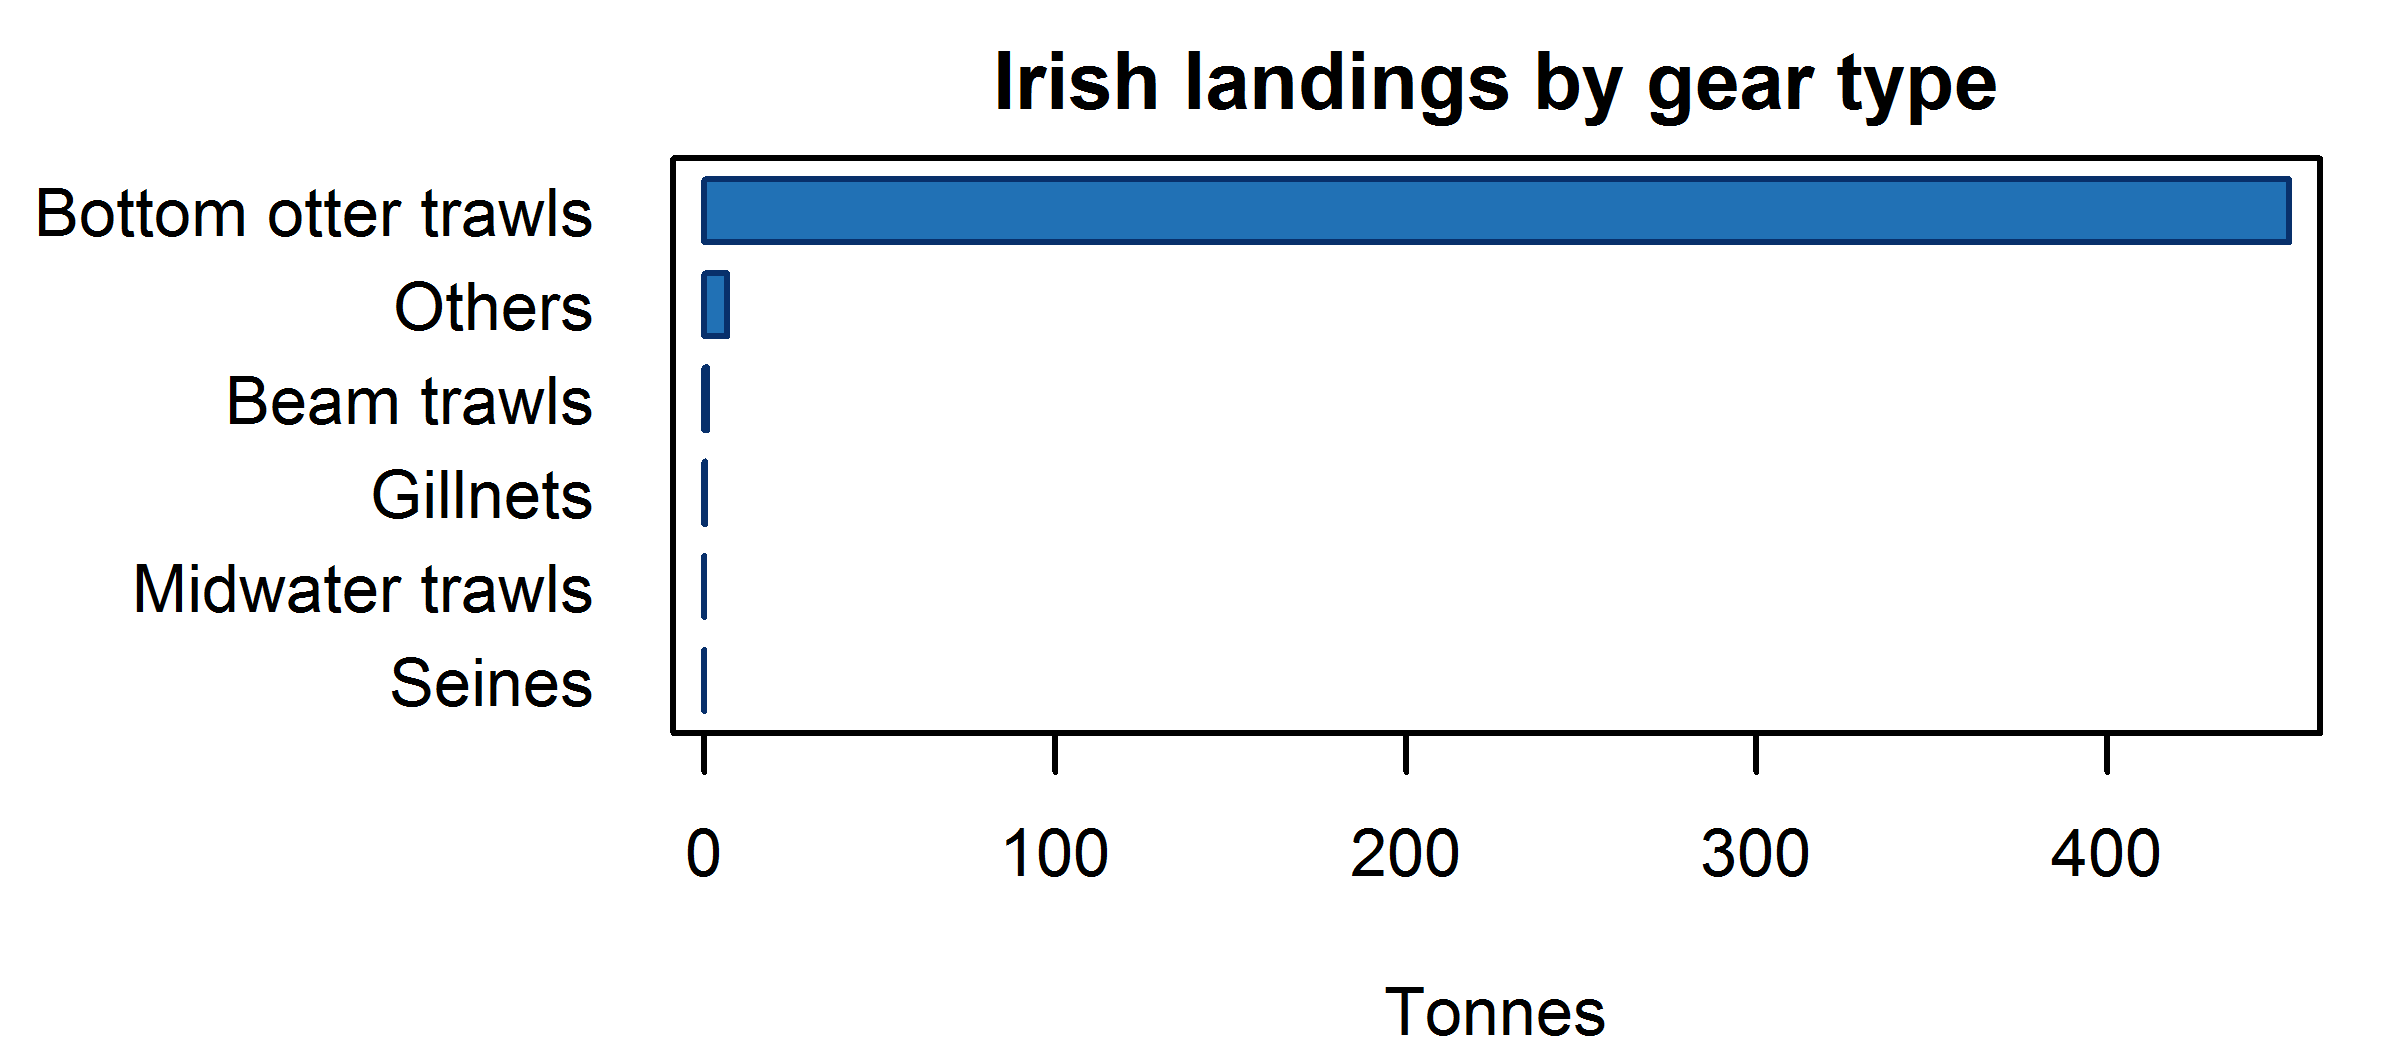 Irish landings by gear type
Bottom otter trawls
Others
Beam trawls
Gillnets
Midwater trawls
Seines
0 100 200 300 400
Tonnes